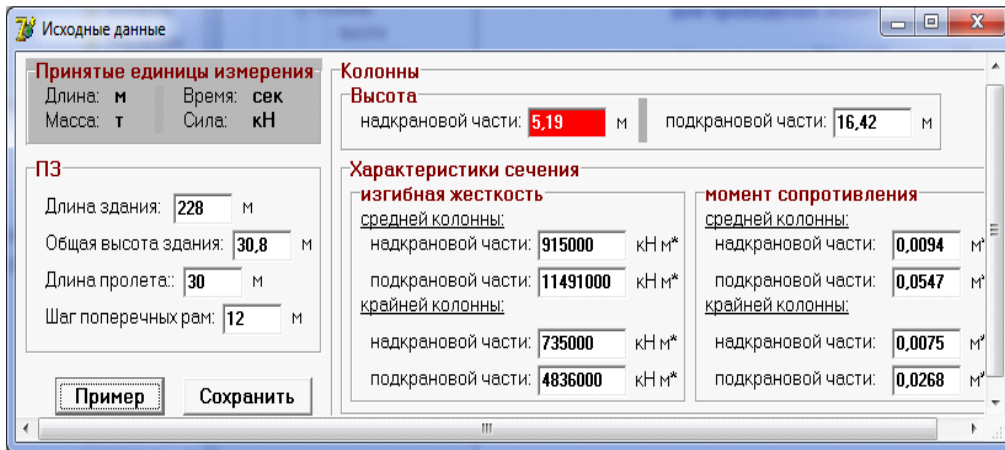 Исходные данные
Принятые единицы измерения
Длина: м Время: сек
Масса: т Сила: кН
ПЗ
Длина здания: 228 м
Общая высота здания: 30,8 м
Длина пролета:: 30 м
Шаг поперечных рам: 12 м
Пример Сохранить
Колонны
Высота
надкрановой части: 5,19 м подкрановой части: 16,42 м
Характеристики сечения
изгибная жесткость
средней колонны:
надкрановой части: 915000 кН м*
подкрановой части: 11491000 кН м*
крайней колонны:
надкрановой части: 735000 кН м*
подкрановой части: 4836000 кН м*
момент сопротивления
средней колонны:
надкрановой части: 0,0094 м*
подкрановой части: 0,0547 м*
крайней колонны:
надкрановой части: 0,0075 м*
подкрановой части: 0,0268 м*